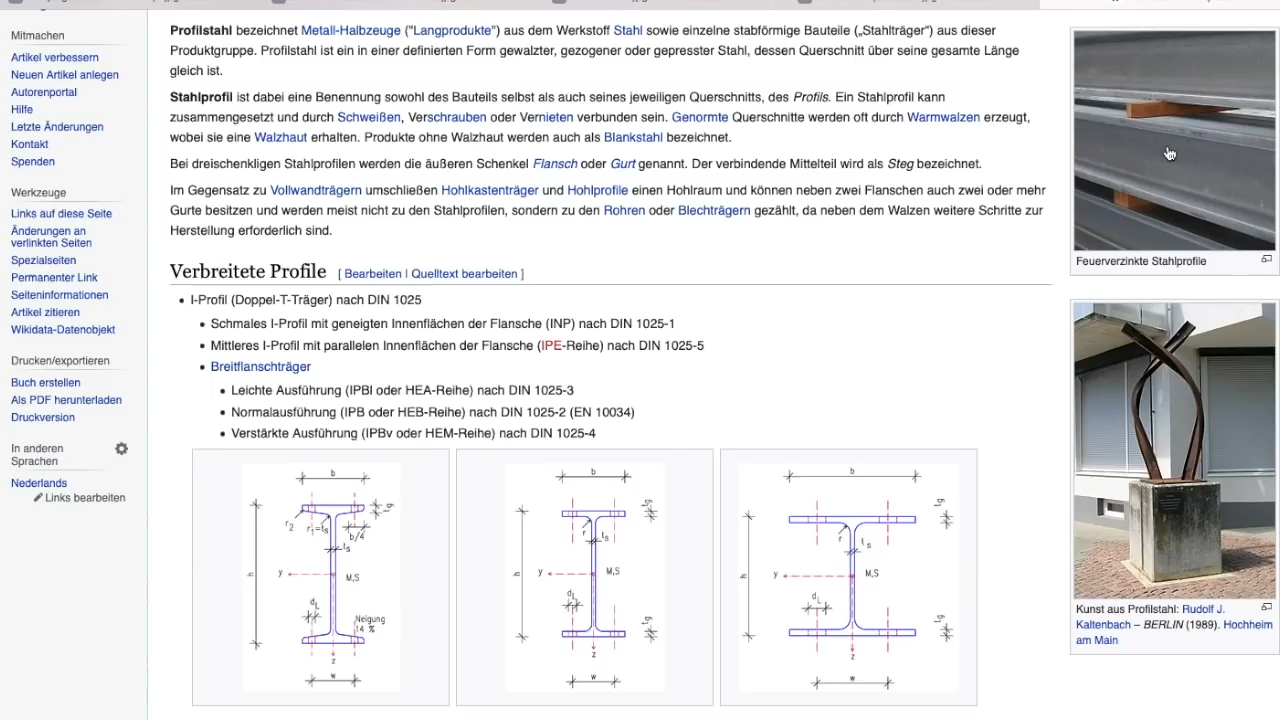 Mitmachen
Artikel verbessern
Neuen Artikel anlegen
Autorenportal
Hilfe
Letzte Änderungen
Kontakt
Spenden
Werkzeuge
Links auf diese Seite
Änderungen an
verlinkten Seiten
Spezialseiten
Permanenter Link
Seiteninformationen
Artikel zitieren
Wikidata-Datenobjekt
Drucken/exportieren
Buch erstellen
Als PDF herunterladen
Druckversion
In anderen
Sprachen
Nederlands
Links bearbeiten
Profilstahl bezeichnet Metall-Halbzeuge ("Langprodukte") aus dem Werkstoff Stahl sowie einzelne stabförmige Bauteile („Stahlträger") aus dieser
Produktgruppe. Profilstahl ist ein in einer definierten Form gewalzter, gezogener oder gepresster Stahl, dessen Querschnitt über seine gesamte Länge
gleich ist.
Stahlprofil ist dabei eine Benennung sowohl des Bauteils selbst als auch seines jeweiligen Querschnitts, des Profils. Ein Stahlprofil kann
zusammengesetzt und durch Schweißen, Verschrauben oder Vernieten verbunden sein. Genormte Querschnitte werden oft durch Warmwalzen erzeugt,
wobei sie eine Walzhaut erhalten. Produkte ohne Walzhaut werden auch als Blankstahl bezeichnet.
Bei dreischenkligen Stahlprofilen werden die äußeren Schenkel Flansch oder Gurt genannt. Der verbindende Mittelteil wird als Steg bezeichnet.
Im Gegensatz zu Vollwandträgern umschließen Hohlkastenträger und Hohlprofile einen Hohlraum und können neben zwei Flanschen auch zwei oder mehr
Gurte besitzen und werden meist nicht zu den Stahlprofilen, sondern zu den Rohren oder Blechträgern gezählt, da neben dem Walzen weitere Schritte zur
Herstellung erforderlich sind.
Verbreitete Profile [ Bearbeiten | Quelltext bearbeiten ]
I-Profil (Doppel-T-Träger) nach DIN 1025
Schmales I-Profil mit geneigten Innenflächen der Flansche (INP) nach DIN 1025-1
Mittleres I-Profil mit parallelen Innenflächen der Flansche (IPE-Reihe) nach DIN 1025-5
Breitflanschträger
Leichte Ausführung (IPBl oder HEA-Reihe) nach DIN 1025-3
Normalausführung (IPB oder HEB-Reihe) nach DIN 1025-2 (EN 10034)
Verstärkte Ausführung (IPBv oder HEM-Reihe) nach DIN 1025-4
b
tg
r2
r1=ts
b/4
ts
h
y
M,S
dL
Neigung
14 %
z
w
b
tg
r
ts
h
y
M,S
dL
tg
z
w
b
tg
r
ts
h
y
M,S
dL
tg
z
w
Feuerverzinkte Stahlprofile
Kunst aus Profilstahl: Rudolf J.
Kaltenbach – BERLIN (1989). Hochheim
am Main